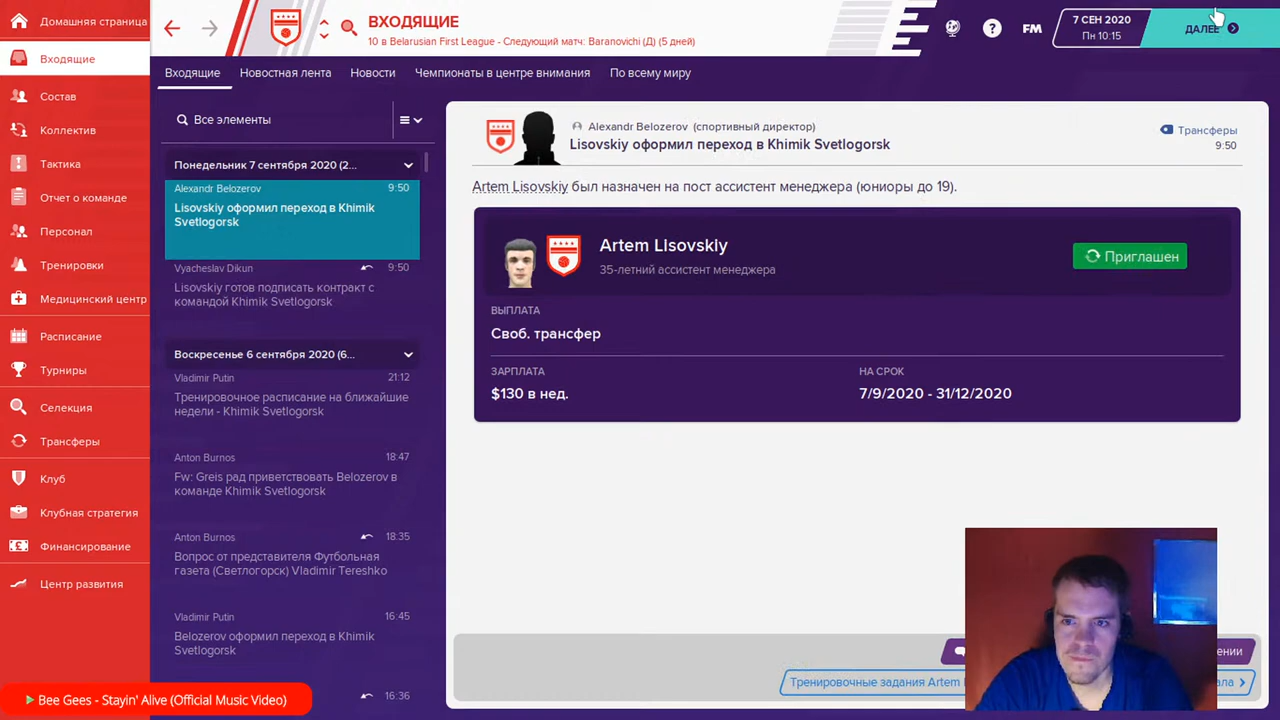 Домашняя страница
Входящие
Состав
Коллектив
Тактика
Отчет о команде
Персонал
Тренировки
Медицинский центр
Расписание
Турниры
Селекция
Трансферы
Клуб
Клубная стратегия
Финансирование
Центр развития
ВХОДЯЩИЕ
10 в Belarusian First League - Следующий матч: Baranovichi (Д) (5 дней)
?
FM
7 СЕН 2020
Пн 10:15
ДАЛЕЕ
Входящие Новостная лента Новости Чемпионаты в центре внимания По всему миру
Все элементы
Понедельник 7 сентября 2020 (2...
Alexandr Belozerov 9:50
Lisovskiy оформил переход в Khimik
Svetlogorsk
Vyacheslav Dikun 9:50
Lisovskiy готов подписать контракт с
командой Khimik Svetlogorsk
Воскресенье 6 сентября 2020 (6...
Vladimir Putin 21:12
Тренировочное расписание на ближайшие
недели - Khimik Svetlogorsk
Anton Burnos 18:47
Fw: Greis рад приветствовать Belozerov в
команде Khimik Svetlogorsk
Anton Burnos 18:35
Вопрос от представителя Футбольная
газета (Светлогорск) Vladimir Tereshko
Vladimir Putin 16:45
Belozerov оформил переход в Khimik
Svetlogorsk
16:36
Alexandr Belozerov (спортивный директор)
Lisovskiy оформил переход в Khimik Svetlogorsk
Трансферы
9:50
Artem Lisovskiy был назначен на пост ассистент менеджера (юниоры до 19).
Artem Lisovskiy
35-летний ассистент менеджера
Приглашен
ВЫПЛАТА
Своб. трансфер
ЗАРПЛАТА
$130 в нед.
НА СРОК
7/9/2020 - 31/12/2020
Тренировочные задания Artem
Bee Gees - Stayin' Alive (Official Music Video)